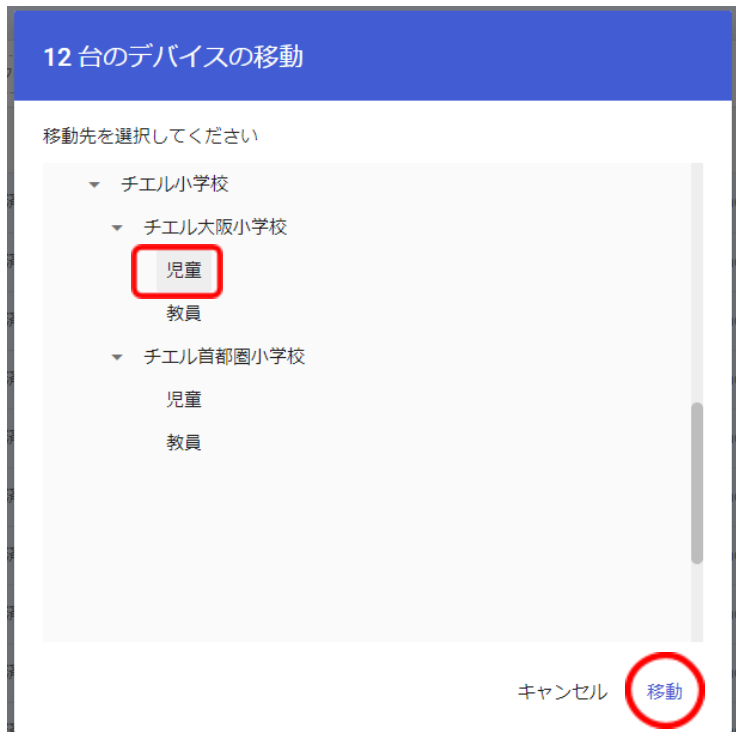 12 台のデバイスの移動
移動先を選択してください
チエル小学校
チエル大阪小学校
児童
教員
チエル首都圏小学校
児童
教員
キャンセル 移動